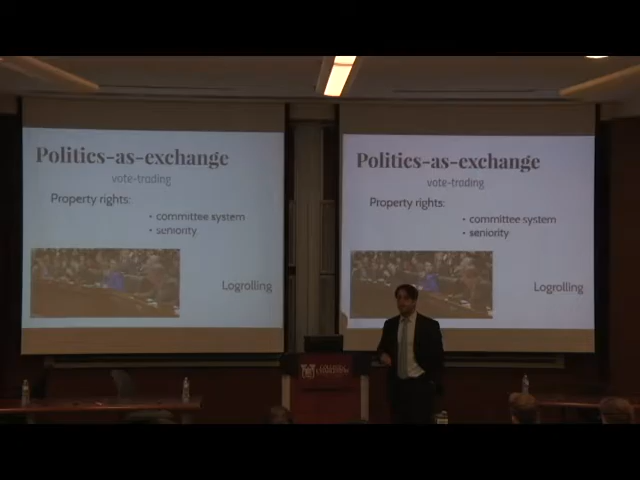 Politics-as-exchange
vote-trading
Property rights:
• committee system
• seniority
Logrolling
Politics-as-exchange
vote-trading
Property rights:
• committee system
• seniority
Logrolling